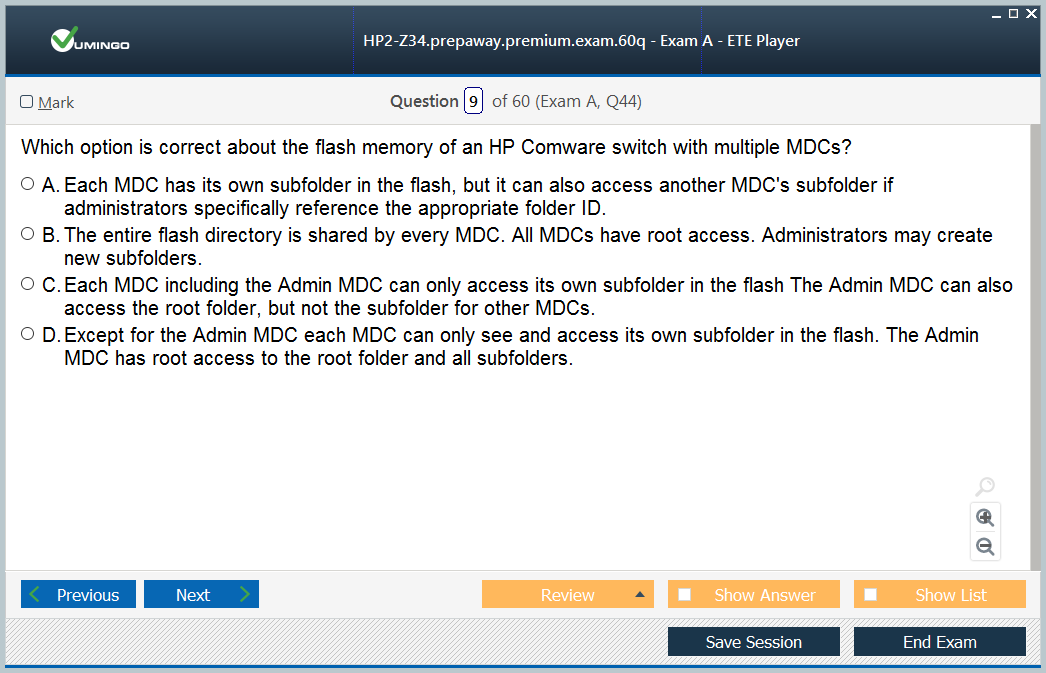 VUMINGO
HP2-Z34.prepaway.premium.exam.60q - Exam A - ETE Player
Mark
Question 9 of 60 (Exam A, Q44)
Which option is correct about the flash memory of an HP Comware switch with multiple MDCs?
A. Each MDC has its own subfolder in the flash, but it can also access another MDC's subfolder if
administrators specifically reference the appropriate folder ID.
B. The entire flash directory is shared by every MDC. All MDCs have root access. Administrators may create
new subfolders.
C. Each MDC including the Admin MDC can only access its own subfolder in the flash The Admin MDC can also
access the root folder, but not the subfolder for other MDCs.
D. Except for the Admin MDC each MDC can only see and access its own subfolder in the flash. The Admin
MDC has root access to the root folder and all subfolders.
Previous
Next
Review
Show Answer
Show List
Save Session
End Exam